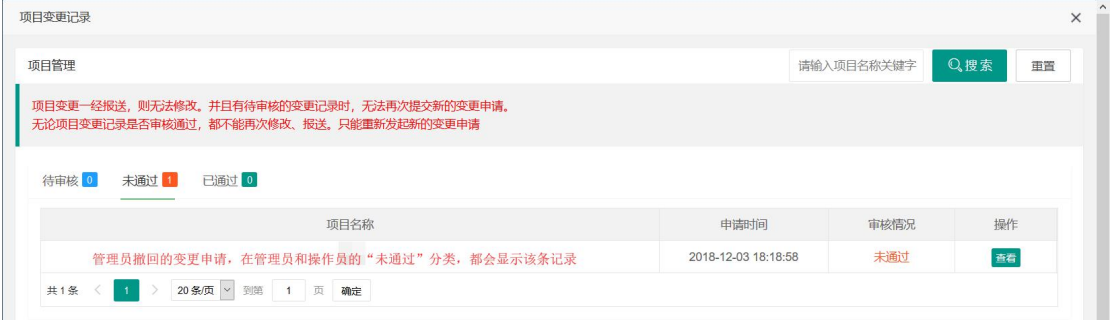 项目变更记录
项目管理
请输入项目名称关键字
搜索
重置
项目变更一经报送，则无法修改。并且有待审核的变更记录时，无法再次提交新的变更申请。
无论项目变更记录是否审核通过，都不能再次修改、报送。只能重新发起新的变更申请
待审核 0 未通过 1 已通过 0
项目名称 申请时间 审核情况 操作
管理员撤回的变更申请，在管理员和操作员的“未通过”分类，都会显示该条记录 2018-12-03 18:18:58 未通过 查看
共 1 条 < 1 > 20 条/页 到第 1 页 确定